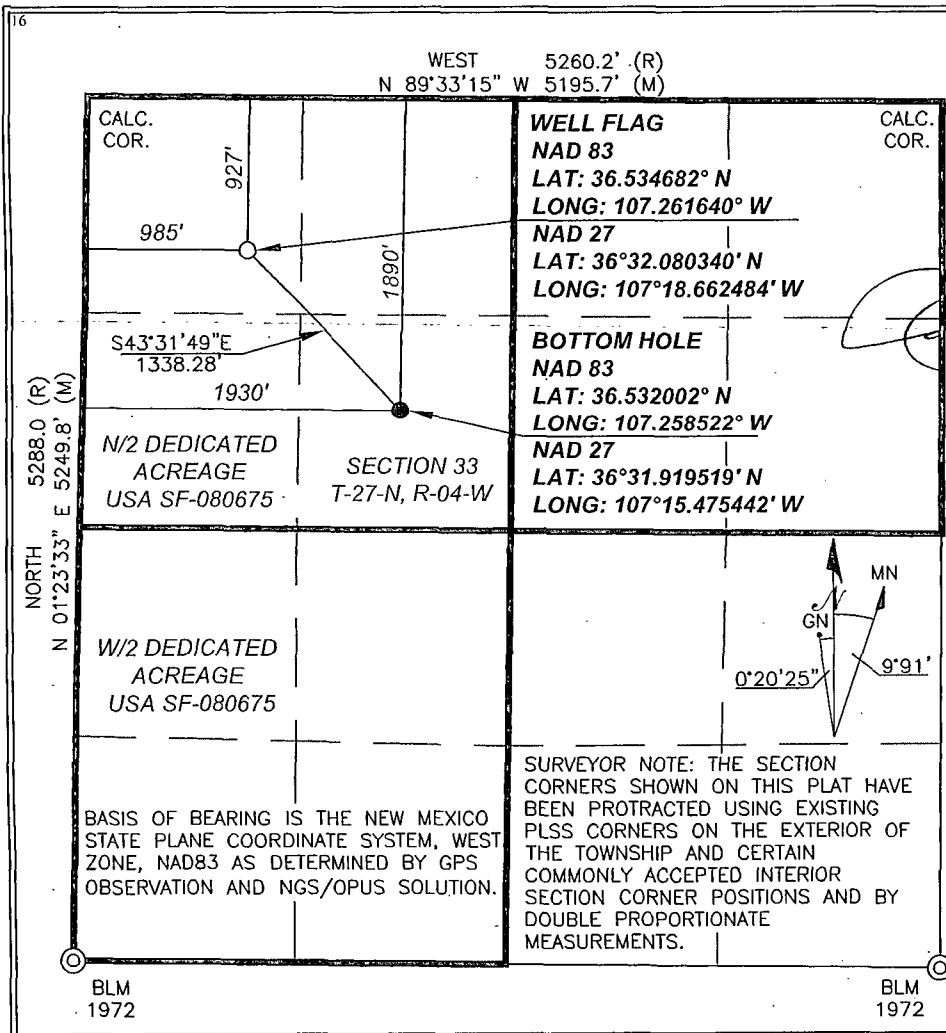 16
WEST 5260.2' (R)
N 89°33'15" W 5195.7' (M)
CALC.
COR.
927'
985'
1890'
S43°31'49"E
1338.28'
1930'
WELL FLAG
NAD 83
LAT: 36.534682° N
LONG: 107.261640° W
NAD 27
LAT: 36°32.080340' N
LONG: 107°18.662484' W
BOTTOM HOLE
NAD 83
LAT: 36.532002° N
LONG: 107.258522° W
NAD 27
LAT: 36°31.919519' N
LONG: 107°15.475442' W
CALC.
COR.
NORTH 5288.0 (R)
N 01°23'33" E 5249.8' (M)
N/2 DEDICATED
ACREAGE
USA SF-080675
SECTION 33
T-27-N, R-04-W
W/2 DEDICATED
ACREAGE
USA SF-080675
N
MN
GN
0°20'25"
9°91'
BASIS OF BEARING IS THE NEW MEXICO
STATE PLANE COORDINATE SYSTEM, WEST
ZONE, NAD83 AS DETERMINED BY GPS
OBSERVATION AND NGS/OPUS SOLUTION.
SURVEYOR NOTE: THE SECTION
CORNERS SHOWN ON THIS PLAT HAVE
BEEN PROTRACTED USING EXISTING
PLSS CORNERS ON THE EXTERIOR OF
THE TOWNSHIP AND CERTAIN
COMMONLY ACCEPTED INTERIOR
SECTION CORNER POSITIONS AND BY
DOUBLE PROPORTIONATE
MEASUREMENTS.
BLM
1972
BLM
1972